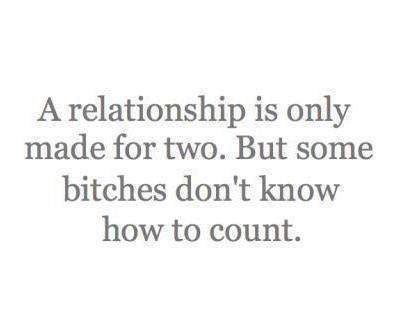 A relationship is only
made for two. But some
bitches don't know
how to count.